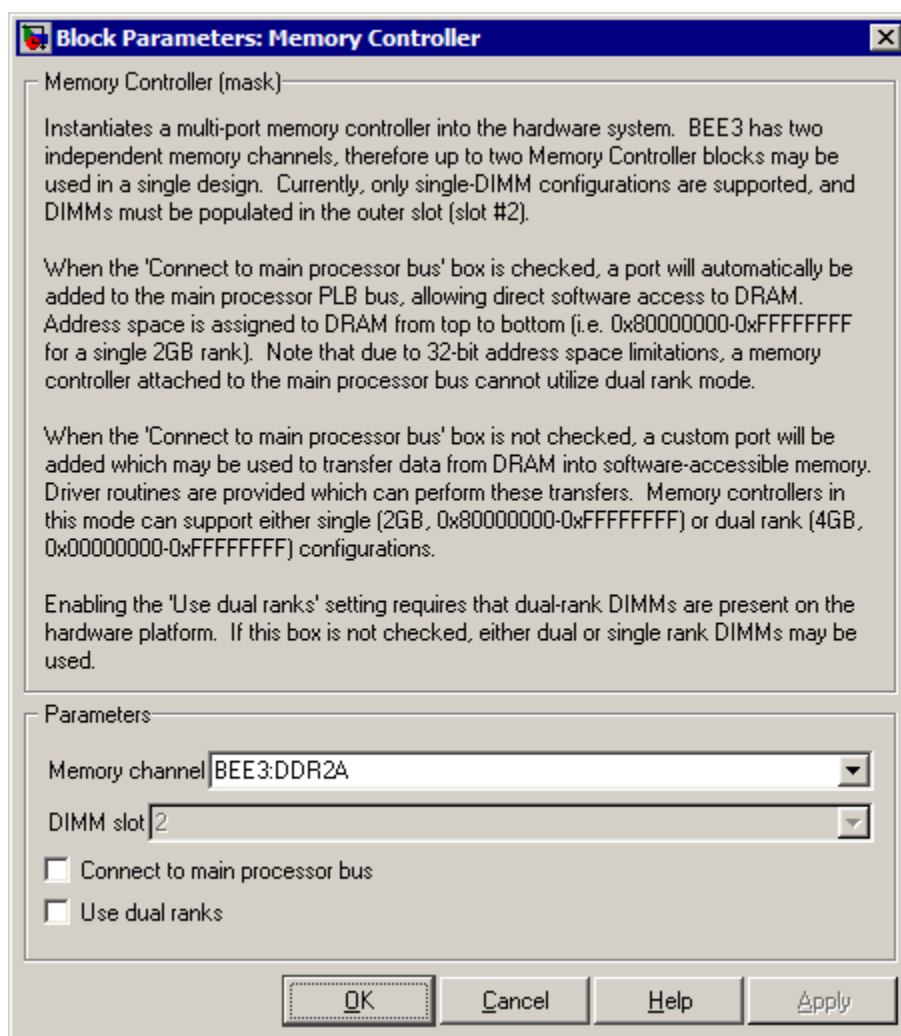 Block Parameters: Memory Controller
Memory Controller (mask)
Instantiates a multi-port memory controller into the hardware system.  BEE3 has two
independent memory channels, therefore up to two Memory Controller blocks may be
used in a single design.  Currently, only single-DIMM configurations are supported, and
DIMMs must be populated in the outer slot (slot #2).
When the 'Connect to main processor bus' box is checked, a port will automatically be
added to the main processor PLB bus, allowing direct software access to DRAM.
Address space is assigned to DRAM from top to bottom (i.e. 0x80000000-0xFFFFFFFF
for a single 2GB rank).  Note that due to 32-bit address space limitations, a memory
controller attached to the main processor bus cannot utilize dual rank mode.
When the 'Connect to main processor bus' box is not checked, a custom port will be
added which may be used to transfer data from DRAM into software-accessible memory.
Driver routines are provided which can perform these transfers.  Memory controllers in
this mode can support either single (2GB, 0x80000000-0xFFFFFFFF) or dual rank (4GB,
0x00000000-0xFFFFFFFF) configurations.
Enabling the 'Use dual ranks' setting requires that dual-rank DIMMs are present on the
hardware platform.  If this box is not checked, either dual or single rank DIMMs may be
used.
Parameters
Memory channel BEE3:DDR2A
DIMM slot 2
Connect to main processor bus
Use dual ranks
OK Cancel Help Apply